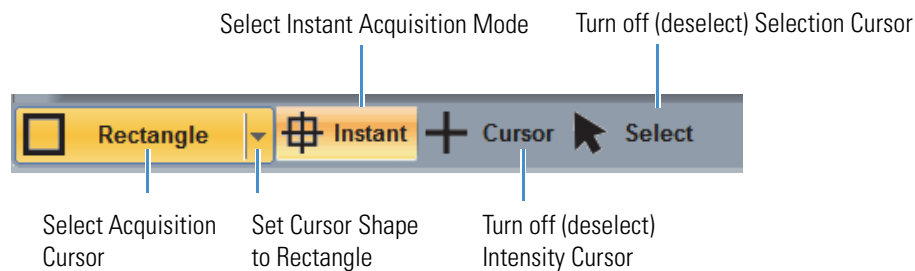 Select Instant Acquisition Mode
Turn off (deselect) Selection Cursor
Rectangle
Instant
Cursor
Select
Select Acquisition
Cursor
Set Cursor Shape
to Rectangle
Turn off (deselect)
Intensity Cursor